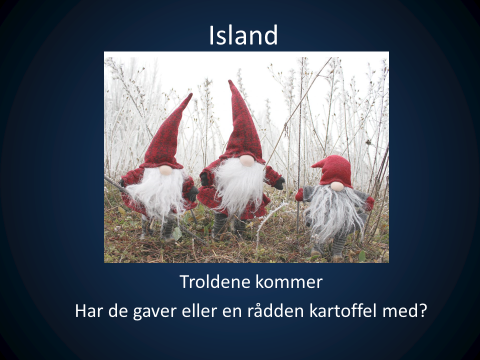 Island
Troldene kommer
Har de gaver eller en rådden kartoffel med?